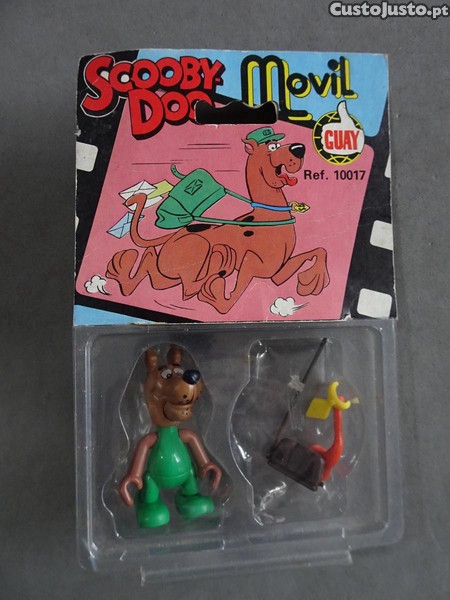 CustoJusto.pt
SCOOBY-DOO
MOVIL
GUAY
Ref. 10017